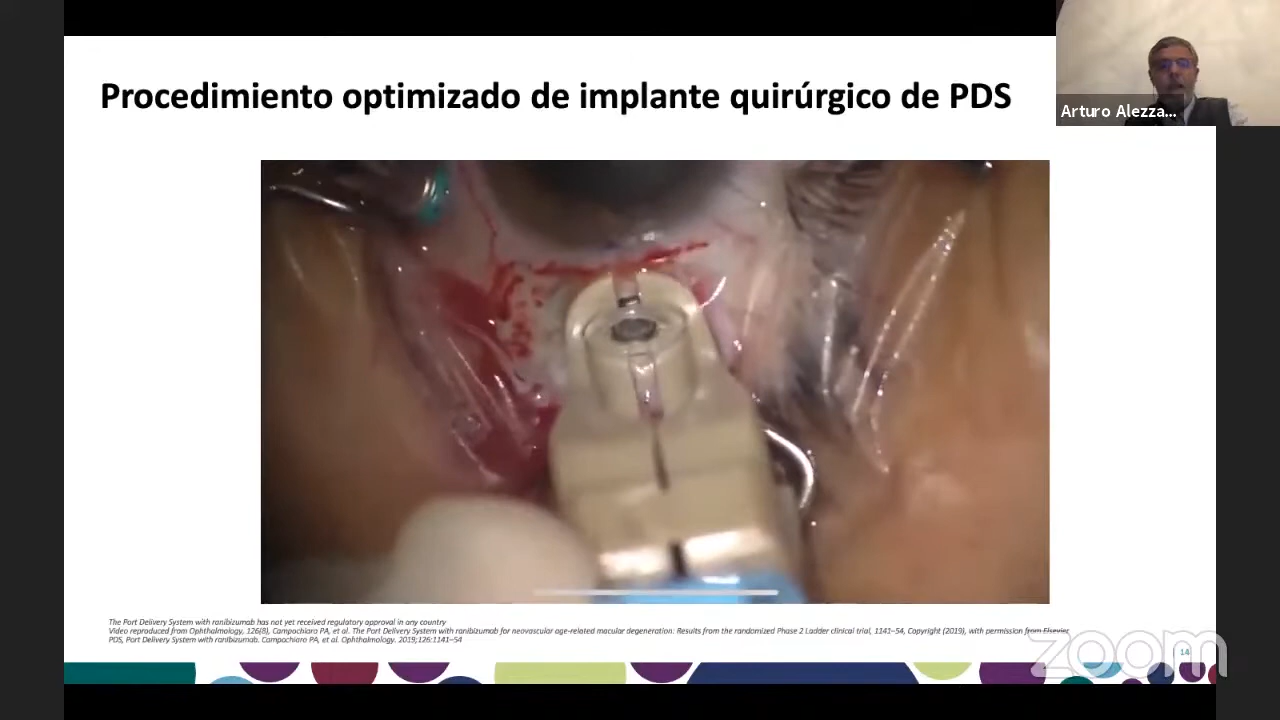 Procedimiento optimizado de implante quirúrgico de PDS
Arturo Alezza...
The Port Delivery System with ranibizumab has not yet received regulatory approval in any country
Video reproduced from Ophthalmology, 126(8), Campochiaro PA, et al. The Port Delivery System with ranibizumab for neovascular age-related macular degeneration: Results from the randomized Phase 2 Ladder clinical trial, 1141–54, Copyright (2019), with permission from Elsevier
PDS, Port Delivery System with ranibizumab. Campochiaro PA, et al. Ophthalmology. 2019;126:1141–54
14
zoom